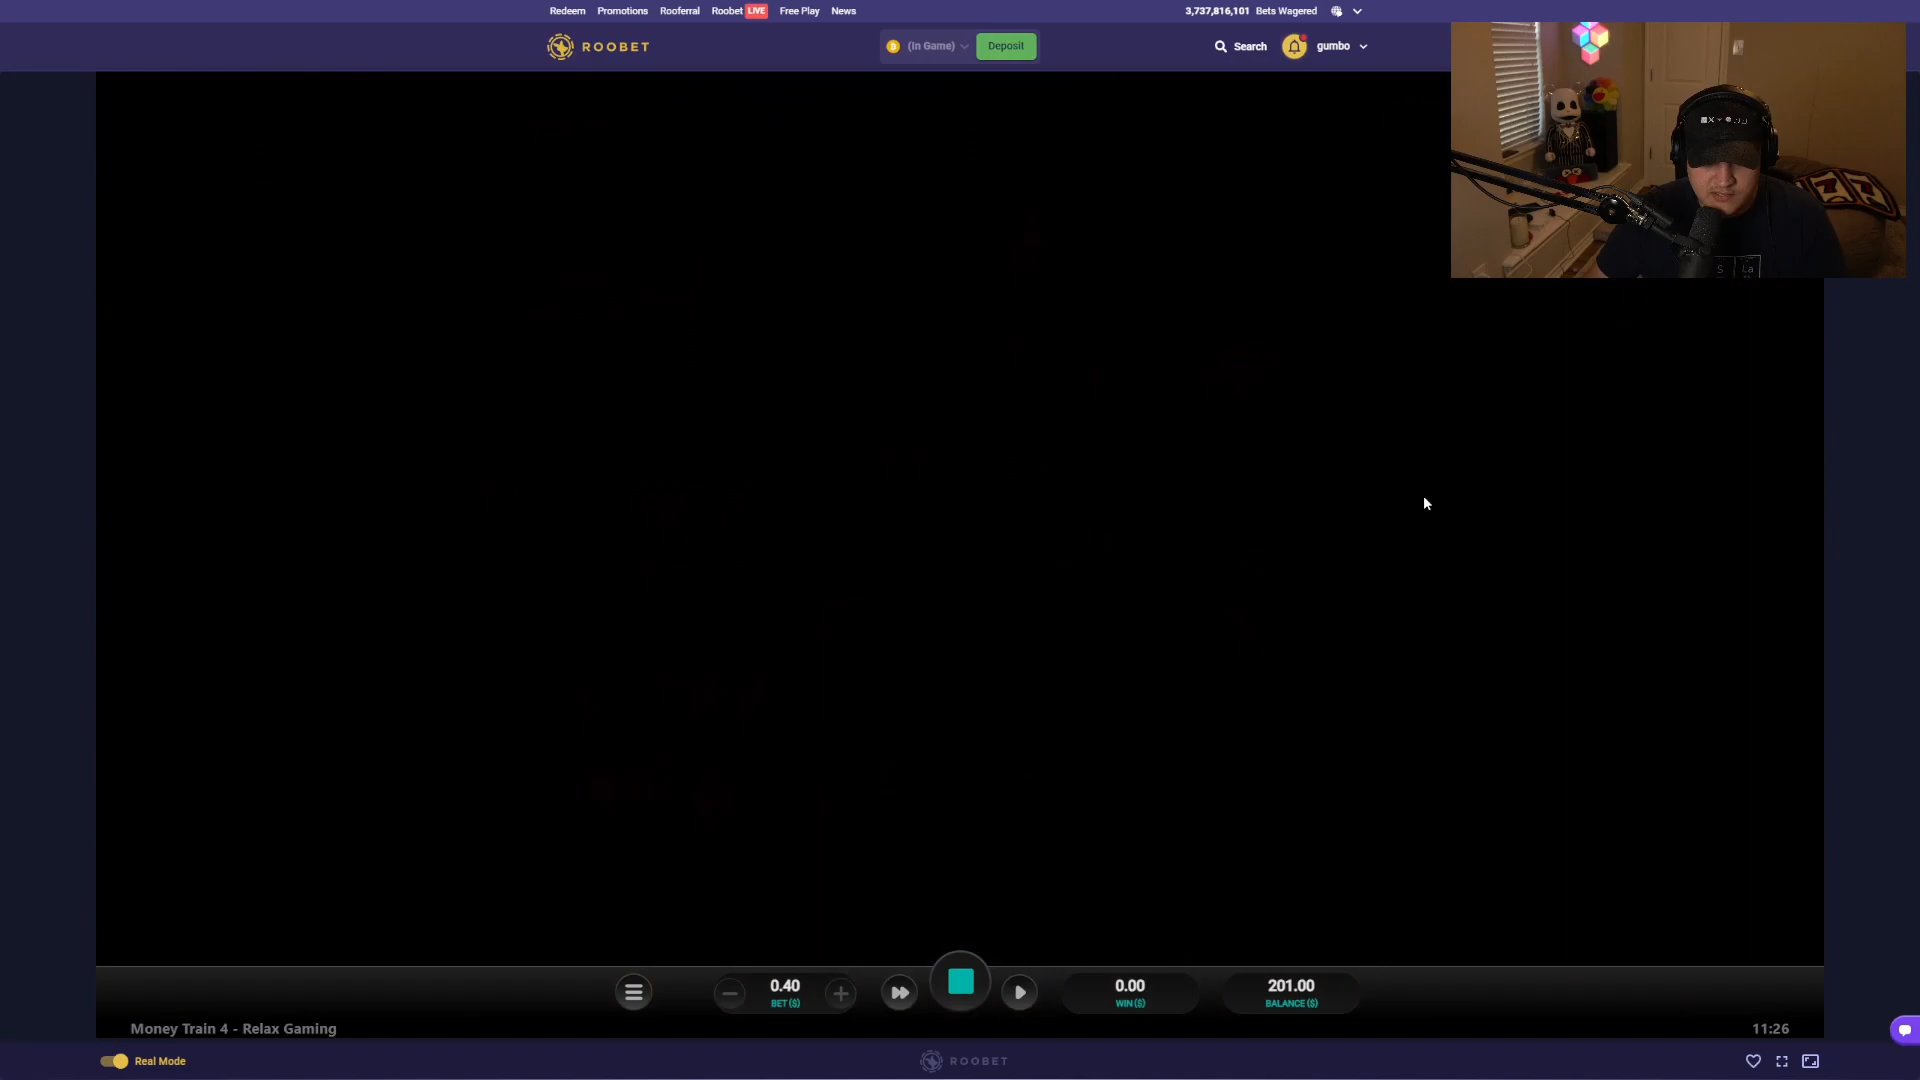 Redeem Promotions Rooferral Roobet LIVE Free Play News 3,737,816,101 Bets Wagered
ROOBET (In Game) Deposit Search gumbo
S La
0.40 0.00 201.00
BET ($) WIN ($) BALANCE ($)
Money Train 4 - Relax Gaming 11:26
Real Mode ROOBET